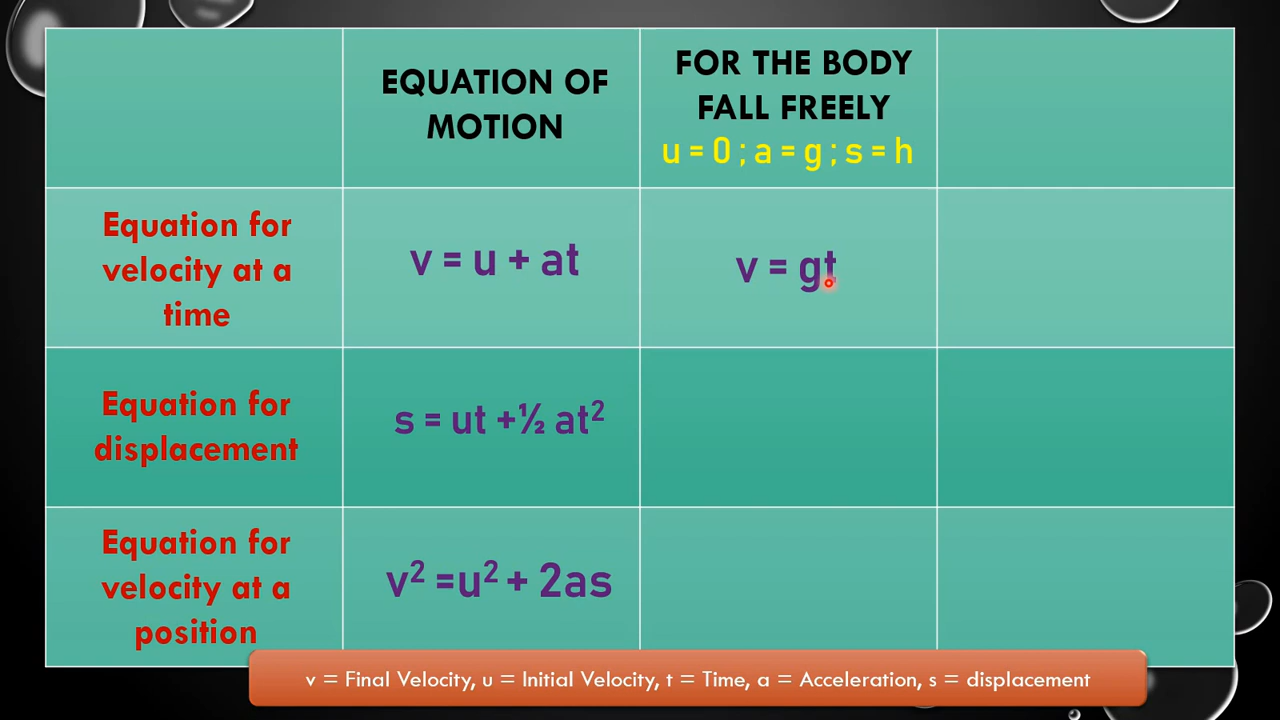 EQUATION OF
MOTION
FOR THE BODY
FALL FREELY
u = 0 ; a = g ; s = h
Equation for
velocity at a
time
v = u + at
v = gt
Equation for
displacement
s = ut +½ at²
Equation for
velocity at a
position
v² =u² + 2as
v = Final Velocity, u = Initial Velocity, t = Time, a = Acceleration, s = displacement